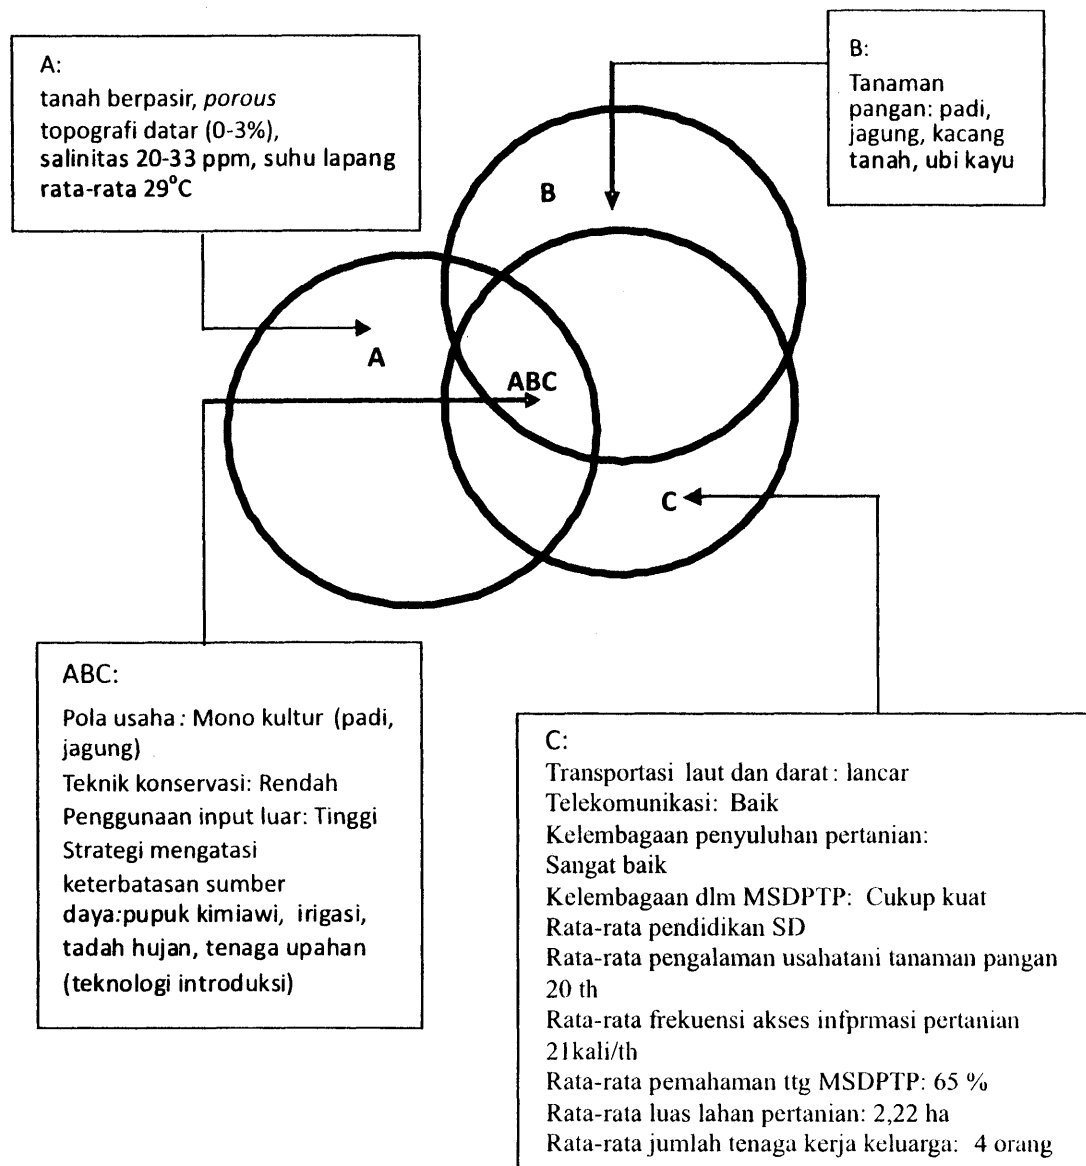 A:
tanah berpasir, porous
topografi datar (0-3%),
salinitas 20-33 ppm, suhu lapang
rata-rata 29°C
B:
Tanaman
pangan: padi,
jagung, kacang
tanah, ubi kayu
B
A
ABC
C
ABC:
Pola usaha: Mono kultur (padi,
jagung)
Teknik konservasi: Rendah
Penggunaan input luar: Tinggi
Strategi mengatasi
keterbatasan sumber
daya:pupuk kimiawi, irigasi,
tadah hujan, tenaga upahan
(teknologi introduksi)
C:
Transportasi laut dan darat: lancar
Telekomunikasi: Baik
Kelembagaan penyuluhan pertanian:
Sangat baik
Kelembagaan dlm MSDPTP: Cukup kuat
Rata-rata pendidikan SD
Rata-rata pengalaman usahatani tanaman pangan
20 th
Rata-rata frekuensi akses infprmasi pertanian
21kali/th
Rata-rata pemahaman ttg MSDPTP: 65 %
Rata-rata luas lahan pertanian: 2,22 ha
Rata-rata jumlah tenaga kerja keluarga: 4 orang